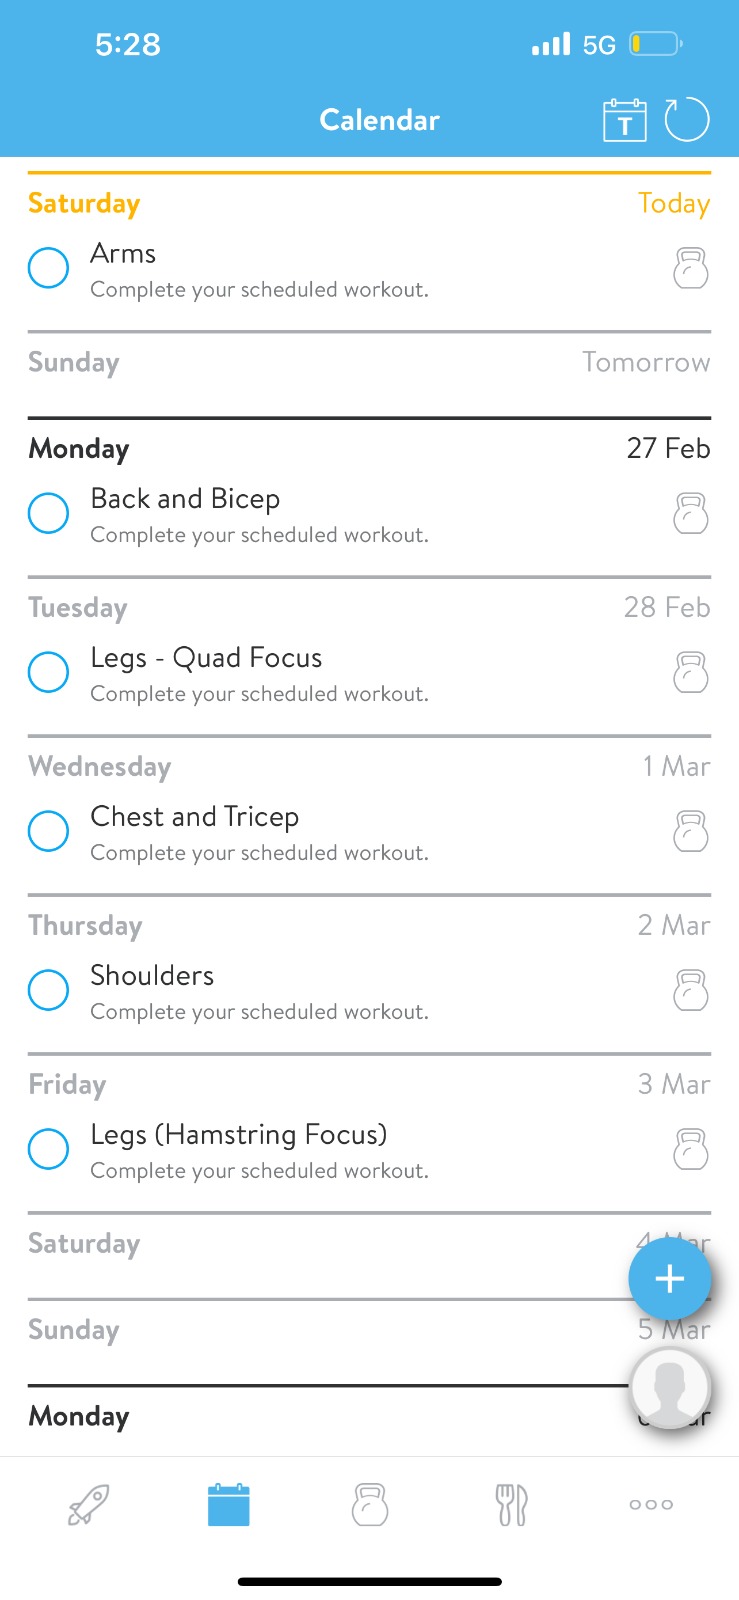 5:28
5G
Calendar
T
Saturday
Today
Arms
Complete your scheduled workout.
Sunday
Tomorrow
Monday
27 Feb
Back and Bicep
Complete your scheduled workout.
Tuesday
28 Feb
Legs - Quad Focus
Complete your scheduled workout.
Wednesday
1 Mar
Chest and Tricep
Complete your scheduled workout.
Thursday
2 Mar
Shoulders
Complete your scheduled workout.
Friday
3 Mar
Legs (Hamstring Focus)
Complete your scheduled workout.
Saturday
Sunday
5 Mar
Monday